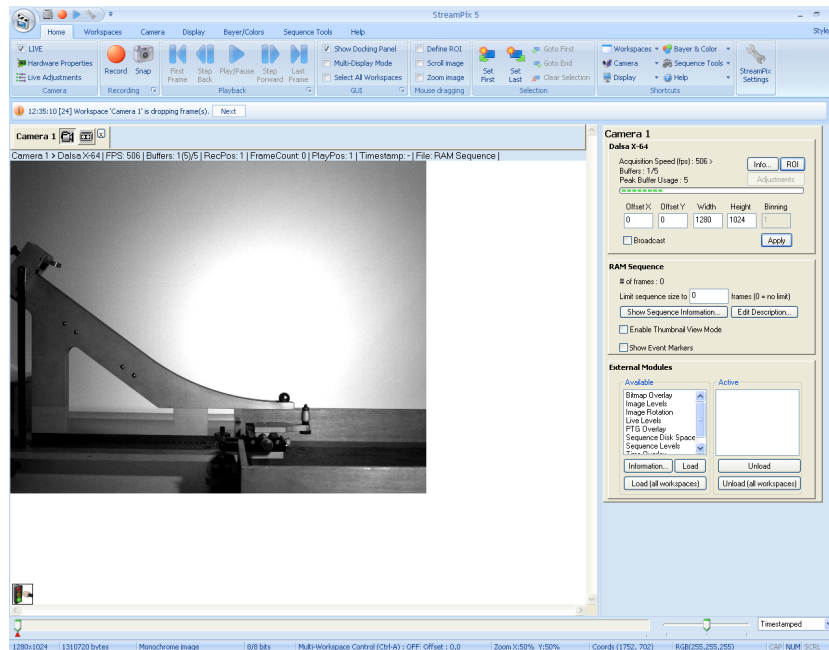 StreamPix 5
Home Workspaces Camera Display Bayer/Colors Sequence Tools Help Style
LIVE
Hardware Properties
Live Adjustments
Camera
Record Snap
Recording
First Frame Step Back Play/Pause Step Forward Last Frame
Playback
Show Docking Panel
Multi-Display Mode
Select All Workspaces
GUI
Define ROI
Scroll image
Zoom image
Mouse dragging
Set First Set Last
Goto First
Goto End
Clear Selection
Selection
Workspaces Bayer & Color
Camera Sequence Tools
Display Help
Shortcuts
StreamPix Settings
12:35:10 [24] Workspace 'Camera 1' is dropping frame(s). Next
Camera 1
Camera 1 > Dalsa X-64 | FPS: 506 | Buffers: 1(5)/5 | RecPos: 1 | FrameCount: 0 | PlayPos: 1 | Timestamp: - | File: RAM Sequence |
Camera 1
Dalsa X-64
Acquisition Speed (fps) : 506 >
Buffers : 1/5
Peak Buffer Usage : 5
Info... ROI
Adjustments
Offset X Offset Y Width Height Binning
0 0 1280 1024 1
Broadcast Apply
RAM Sequence
# of frames : 0
Limit sequence size to 0 frames (0 = no limit)
Show Sequence Information... Edit Description...
Enable Thumbnail View Mode
Show Event Markers
External Modules
Available Active
Bitmap Overlay
Image Levels
Image Rotation
Live Levels
PTG Overlay
Sequence Disk Space
Sequence Levels
Information... Load Unload
Load (all workspaces) Unload (all workspaces)
Timestamped
1280x1024 1310720 bytes Monochrome image 8/8 bits Multi-Workspace Control (Ctrl-A) : OFF Offset : 0,0 Zoom X:50% Y:50% Coords (1752, 702) RGB(255,255,255) CAP NUM SCRL